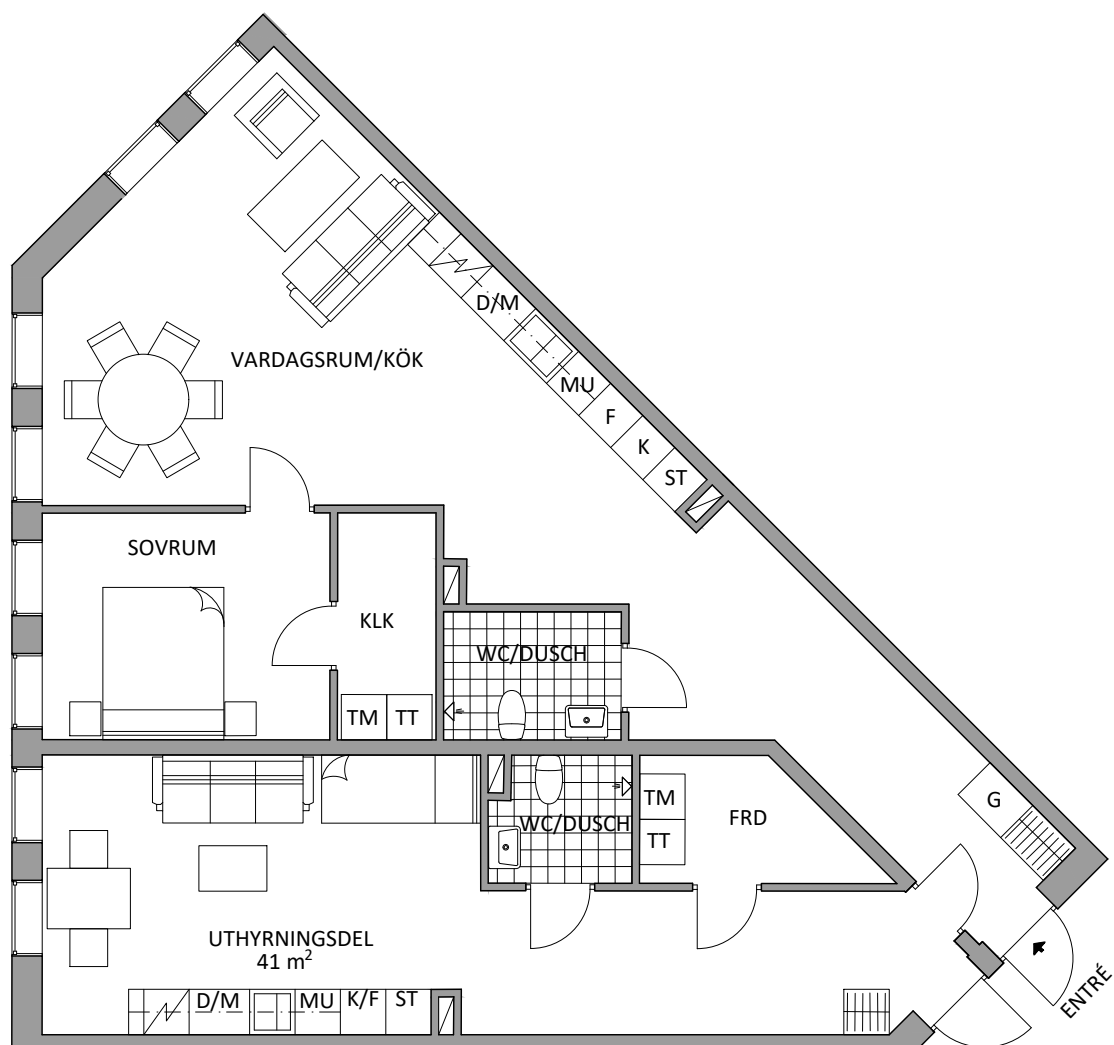 D/M
VARDAGSRUM/KÖK
MU
F
K
ST
SOVRUM
KLK
WC/DUSCH
TM TT
G
TM
WC/DUSCH
FRD
TT
UTHYRNINGSDEL
41 m²
ENTRÉ
D/M MU K/F ST